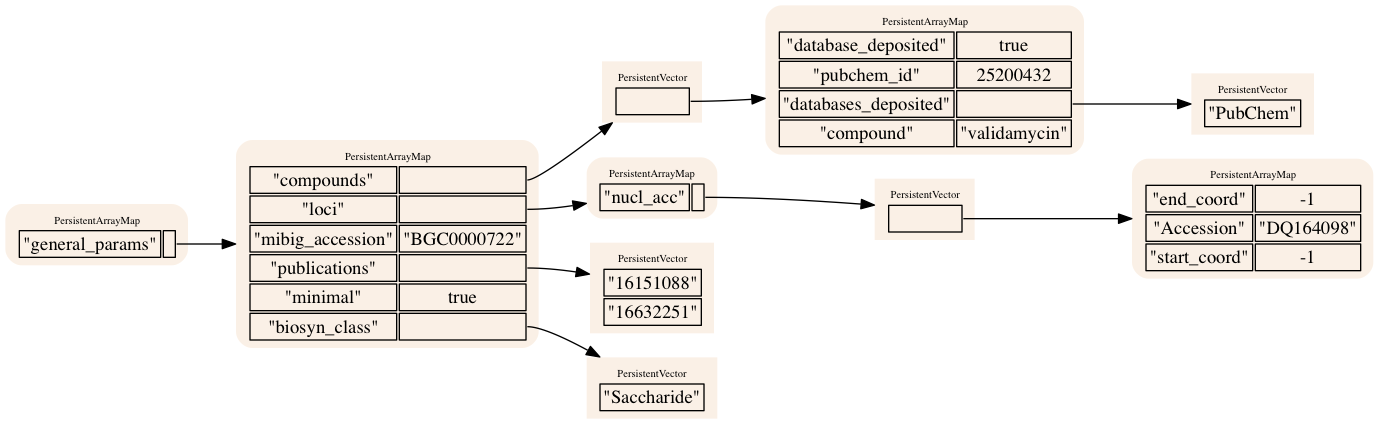 PersistentArrayMap
"general_params"
PersistentArrayMap
"compounds"
"loci"
"mibig_accession" "BGC0000722"
"publications"
"minimal" true
"biosyn_class"
PersistentVector
PersistentArrayMap
"database_deposited" true
"pubchem_id" 25200432
"databases_deposited"
"compound" "validamycin"
PersistentVector
"PubChem"
PersistentArrayMap
"nucl_acc"
PersistentVector
PersistentArrayMap
"end_coord" -1
"Accession" "DQ164098"
"start_coord" -1
PersistentVector
"16151088"
"16632251"
PersistentVector
"Saccharide"